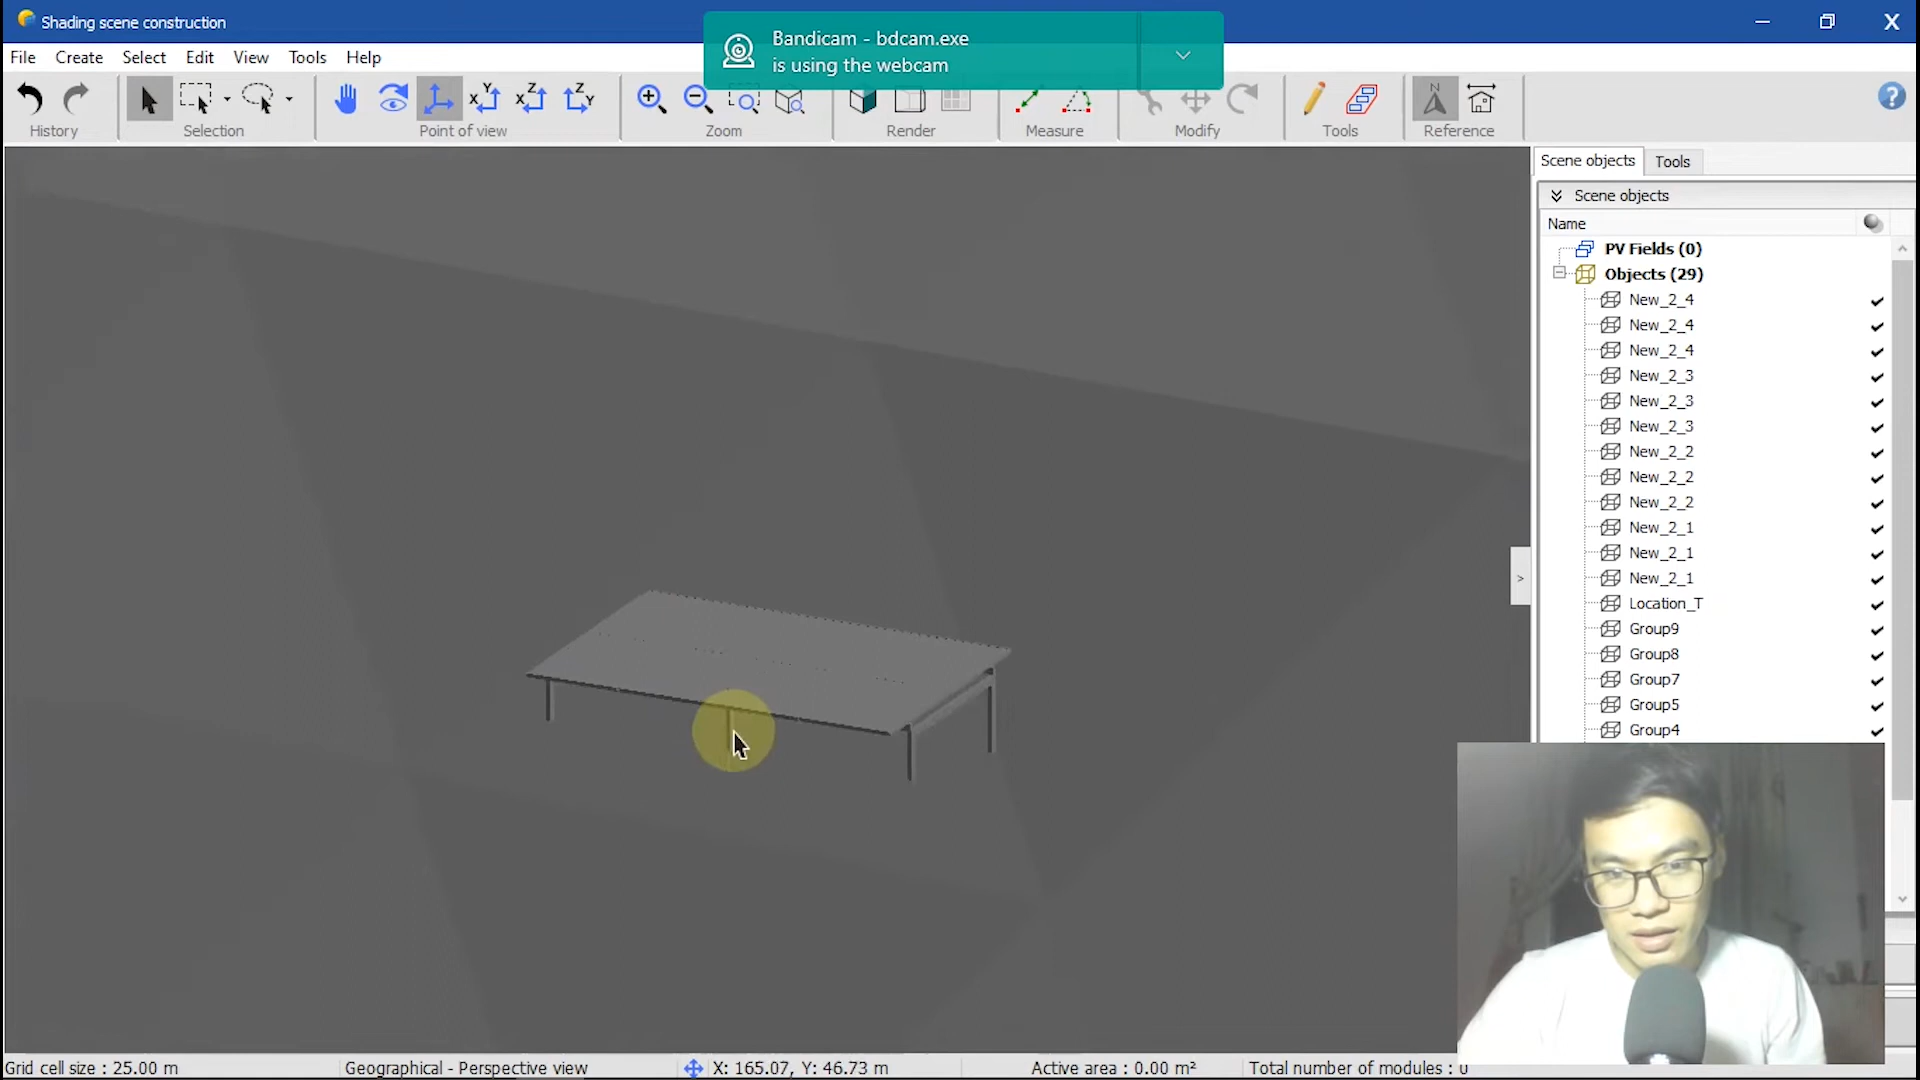 Shading scene construction
Bandicam - bdcam.exe
is using the webcam
File Create Select Edit View Tools Help
History Selection Point of view Zoom Render Measure Modify Tools Reference
Scene objects Tools
Scene objects
Name
PV Fields (0)
Objects (29)
New_2_4
New_2_4
New_2_4
New_2_3
New_2_3
New_2_3
New_2_2
New_2_2
New_2_2
New_2_1
New_2_1
New_2_1
Location_T
Group9
Group8
Group7
Group5
Group4
Grid cell size : 25.00 m Geographical - Perspective view X: 165.07, Y: 46.73 m Active area : 0.00 m² Total number of modules : 0